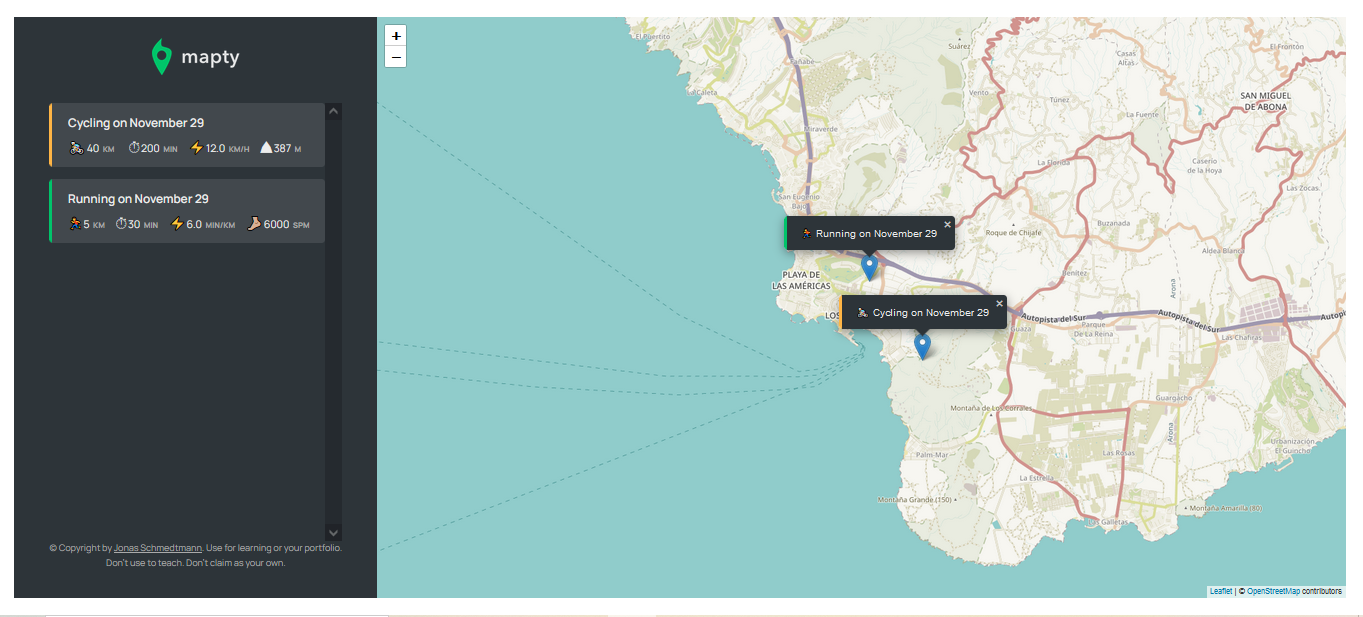 mapty
Cycling on November 29
40 KM 200 MIN 12.0 KM/H 387 M
Running on November 29
5 KM 30 MIN 6.0 MIN/KM 6000 SPM
© Copyright by Jonas Schmedtmann. Use for learning or your portfolio.
Don't use to teach. Don't claim as your own.
+
−
El Puertito
Suárez
El Frontón
Casas
Altas
Fañabe
La Caleta
Vento
Túnez
SAN MIGUEL
DE ABONA
La Fuente
Miraverde
La Florida
Caserio
de la Hoya
San Eugenio
Bajo
Las Zocas
Running on November 29 ×
Buzanada
Roque de Chijafe
Aldea Blanca
PLAYA DE
LAS AMÉRICAS
Benítez
Arona
LOS
Cycling on November 29 ×
Autopista del Sur
Autopista del Sur
Guaza
Parque
De La Reina
Las Chafiras
Guargacho
Montaña de Los Corrales
Arona
Urbanización
El Guincho
Palm-Mar
Las Rosas
La Estrella
Montaña Grande (150)
Montaña Amarilla (80)
Las Galletas
Leaflet | © OpenStreetMap contributors